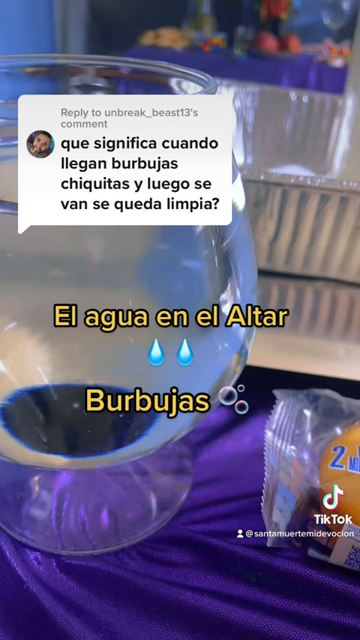 Reply to unbreak_beast13's
comment
que significa cuando
llegan burbujas
chiquitas y luego se
van se queda limpia?
El agua en el Altar
Burbujas
2
TikTok
@santamuertemidevocion